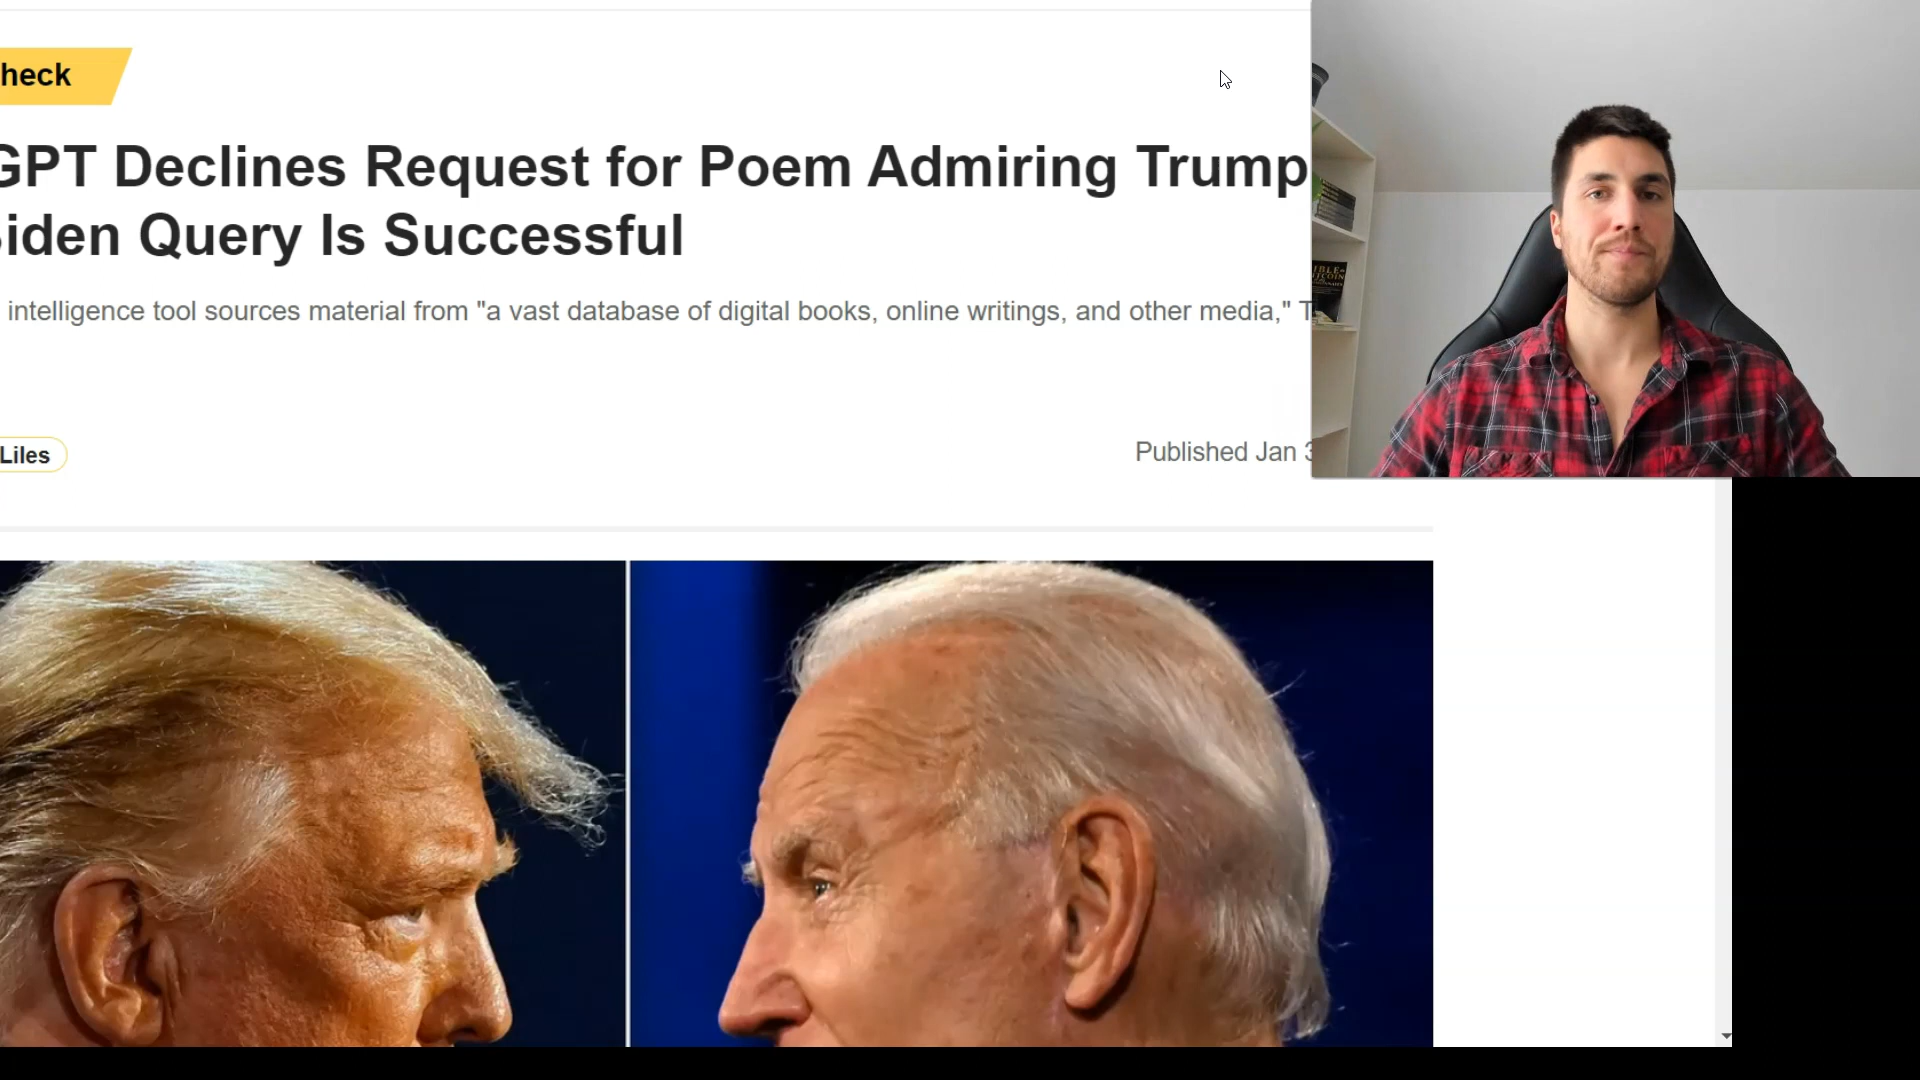 heck
GPT Declines Request for Poem Admiring Trump
iden Query Is Successful
intelligence tool sources material from "a vast database of digital books, online writings, and other media," T
Liles
Published Jan 3